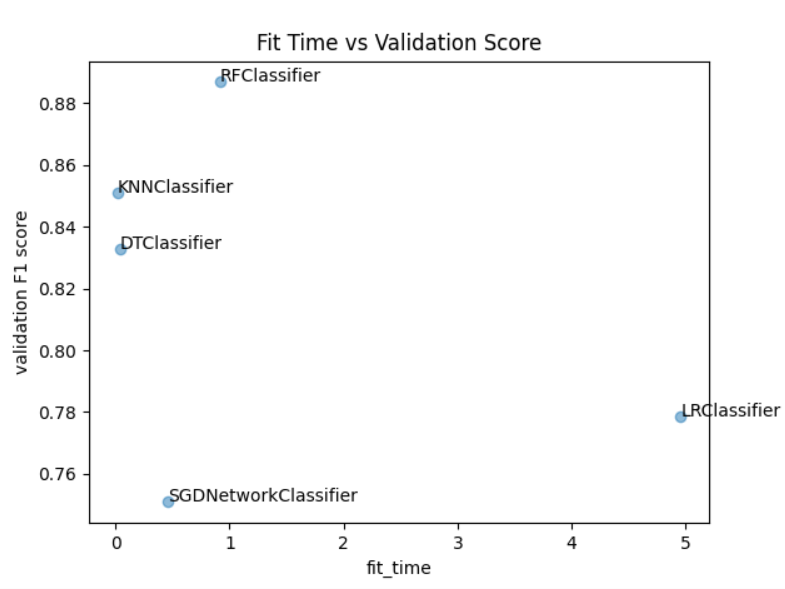 Fit Time vs Validation Score
RFClassifier
0.88
0.86
KNNClassifier
0.84
DTClassifier
0.82
0.80
0.78
LRClassifier
0.76
SGDNetworkClassifier
validation F1 score
0 1 2 3 4 5
fit_time